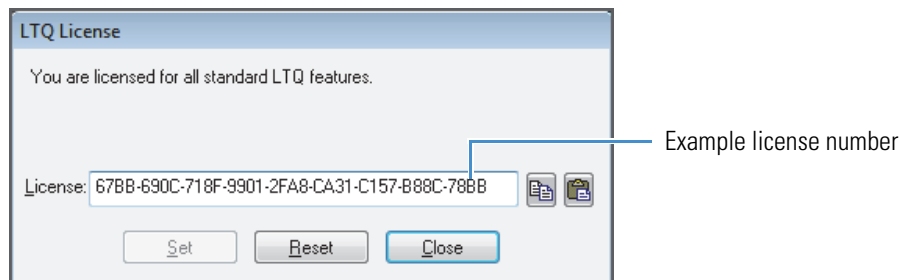 LTQ License
You are licensed for all standard LTQ features.
Example license number
License: 67BB-690C-718F-9901-2FA8-CA31-C157-B88C-78BB
Set Reset Close